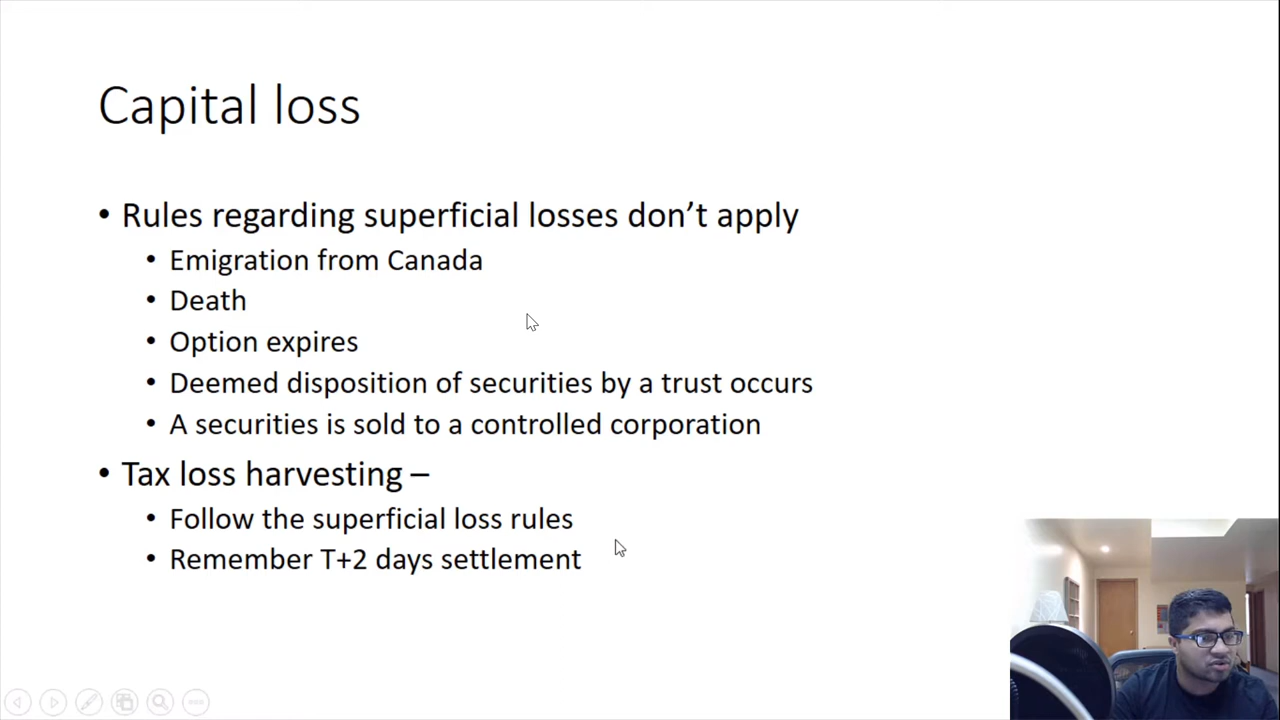 Capital loss
• Rules regarding superficial losses don’t apply
• Emigration from Canada
• Death
• Option expires
• Deemed disposition of securities by a trust occurs
• A securities is sold to a controlled corporation
• Tax loss harvesting –
• Follow the superficial loss rules
• Remember T+2 days settlement